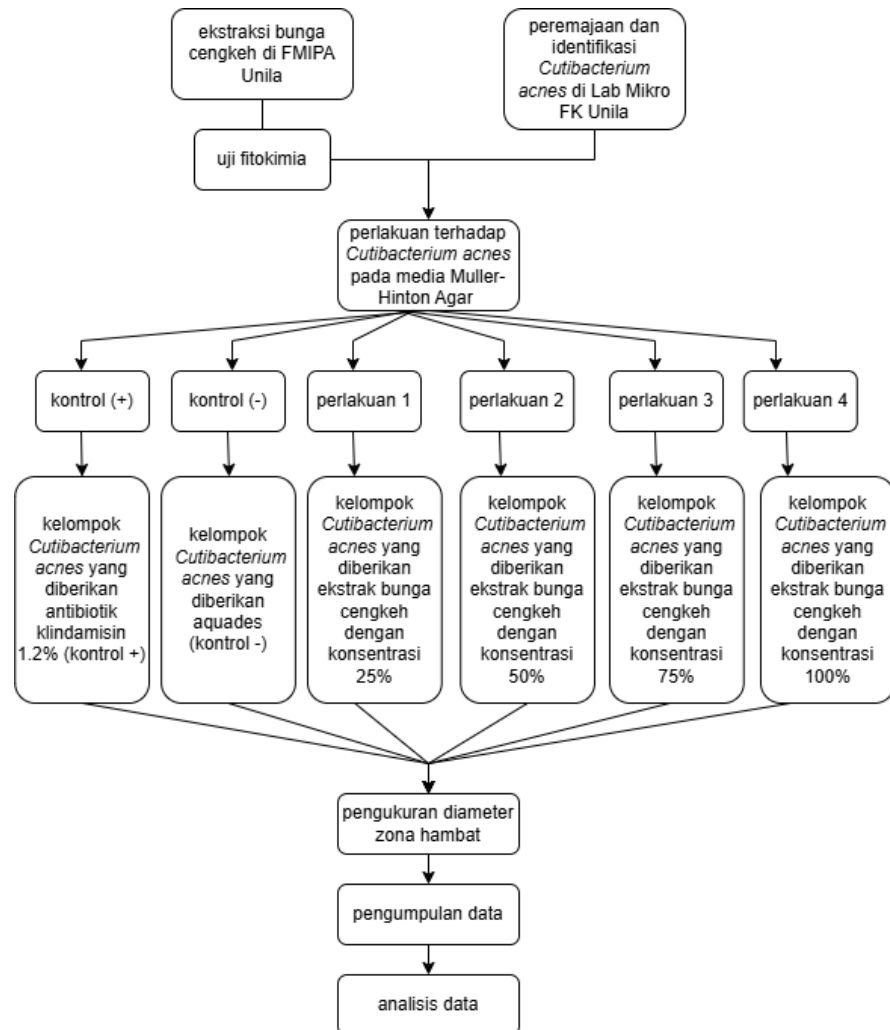 ekstraksi bunga
cengkeh di FMIPA
Unila
peremajaan dan
identifikasi
Cutibacterium
acnes di Lab Mikro
FK Unila
uji fitokimia
perlakuan terhadap
Cutibacterium acnes
pada media Muller-
Hinton Agar
kontrol (+)
kontrol (-)
perlakuan 1
perlakuan 2
perlakuan 3
perlakuan 4
kelompok
Cutibacterium
acnes yang
diberikan
antibiotik
klindamisin
1.2% (kontrol +)
kelompok
Cutibacterium
acnes yang
diberikan
aquades
(kontrol -)
kelompok
Cutibacterium
acnes yang
diberikan
ekstrak bunga
cengkeh
dengan
konsentrasi
25%
kelompok
Cutibacterium
acnes yang
diberikan
ekstrak bunga
cengkeh
dengan
konsentrasi
50%
kelompok
Cutibacterium
acnes yang
diberikan
ekstrak bunga
cengkeh
dengan
konsentrasi
75%
kelompok
Cutibacterium
acnes yang
diberikan
ekstrak bunga
cengkeh
dengan
konsentrasi
100%
pengukuran diameter
zona hambat
pengumpulan data
analisis data